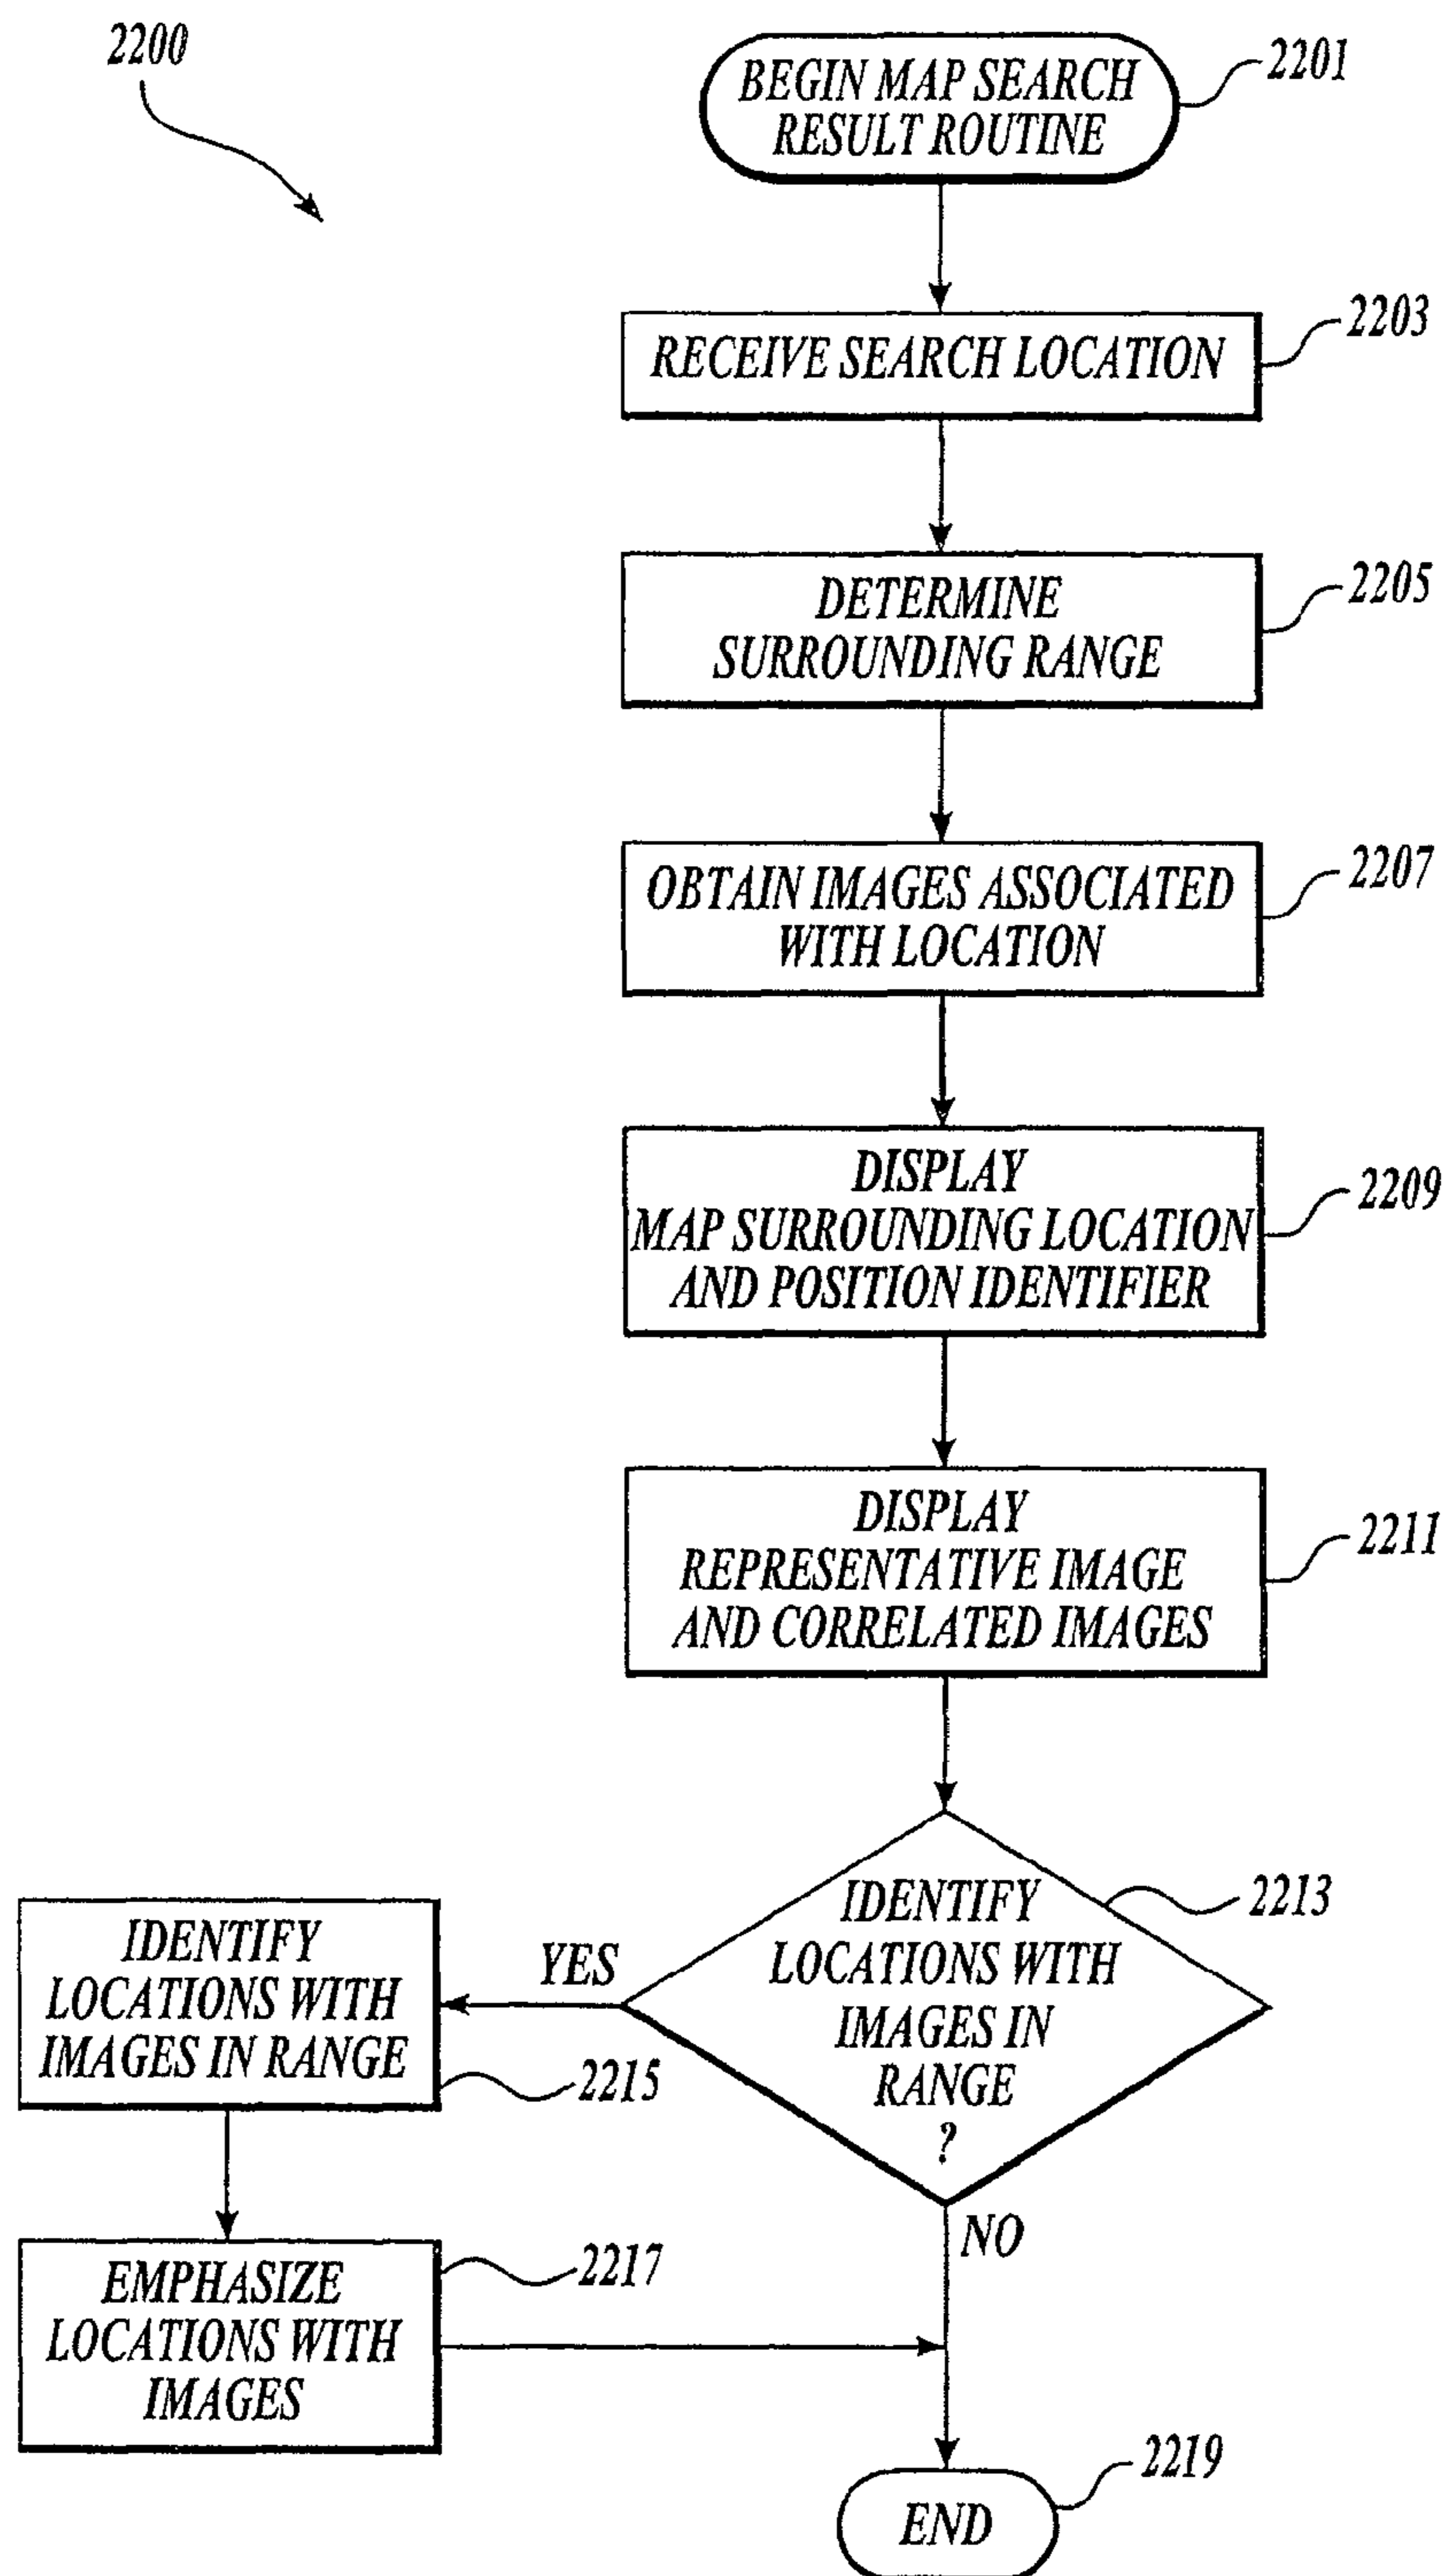 2200
BEGIN MAP SEARCH
RESULT ROUTINE
2201
RECEIVE SEARCH LOCATION
2203
DETERMINE
SURROUNDING RANGE
2205
OBTAIN IMAGES ASSOCIATED
WITH LOCATION
2207
DISPLAY
MAP SURROUNDING LOCATION
AND POSITION IDENTIFIER
2209
DISPLAY
REPRESENTATIVE IMAGE
AND CORRELATED IMAGES
2211
IDENTIFY
LOCATIONS WITH
IMAGES IN
RANGE
?
2213
YES
IDENTIFY
LOCATIONS WITH
IMAGES IN RANGE
2215
NO
EMPHASIZE
LOCATIONS WITH
IMAGES
2217
END
2219